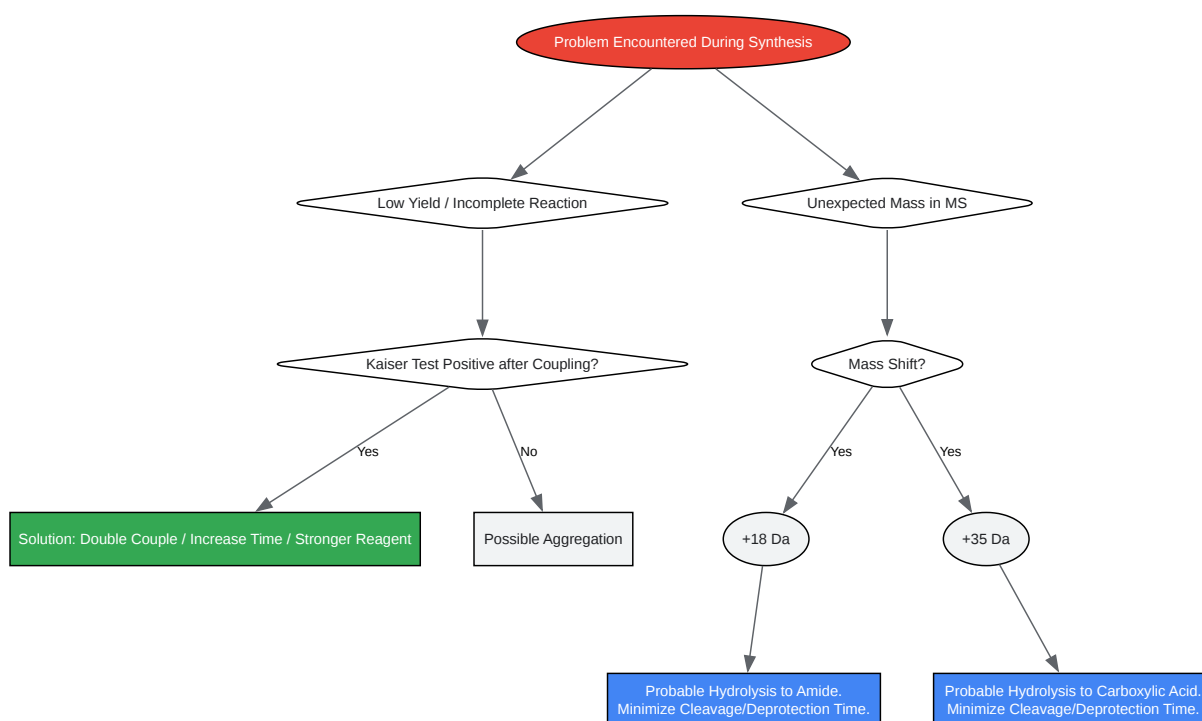 Problem Encountered During Synthesis
Low Yield / Incomplete Reaction
Unexpected Mass in MS
Kaiser Test Positive after Coupling?
Mass Shift?
Yes
No
Yes
Yes
Solution: Double Couple / Increase Time / Stronger Reagent
Possible Aggregation
+18 Da
+35 Da
Probable Hydrolysis to Amide.
Minimize Cleavage/Deprotection Time.
Probable Hydrolysis to Carboxylic Acid.
Minimize Cleavage/Deprotection Time.